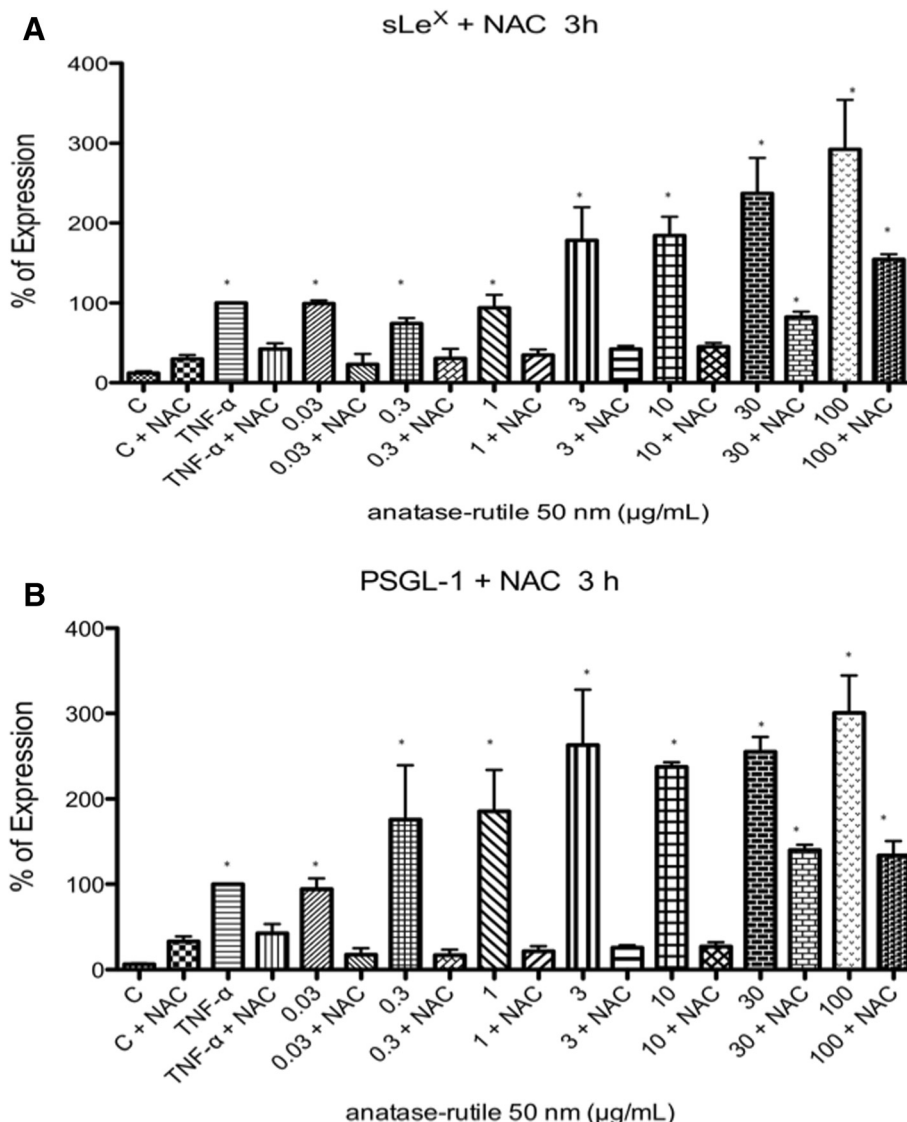 A
sLeX + NAC 3h
% of Expression
400
300
200
100
0
C
C + NAC
TNF-α
TNF-α + NAC
0.03
0.03 + NAC
0.3
0.3 + NAC
1
1 + NAC
3
3 + NAC
10
10 + NAC
30
30 + NAC
100
100 + NAC
* * * * * * * * * *
anatase-rutile 50 nm (µg/mL)
B
PSGL-1 + NAC 3 h
% of Expression
400
300
200
100
0
C
C + NAC
TNF-α
TNF-α + NAC
0.03
0.03 + NAC
0.3
0.3 + NAC
1
1 + NAC
3
3 + NAC
10
10 + NAC
30
30 + NAC
100
100 + NAC
* * * * * * * * * *
anatase-rutile 50 nm (µg/mL)